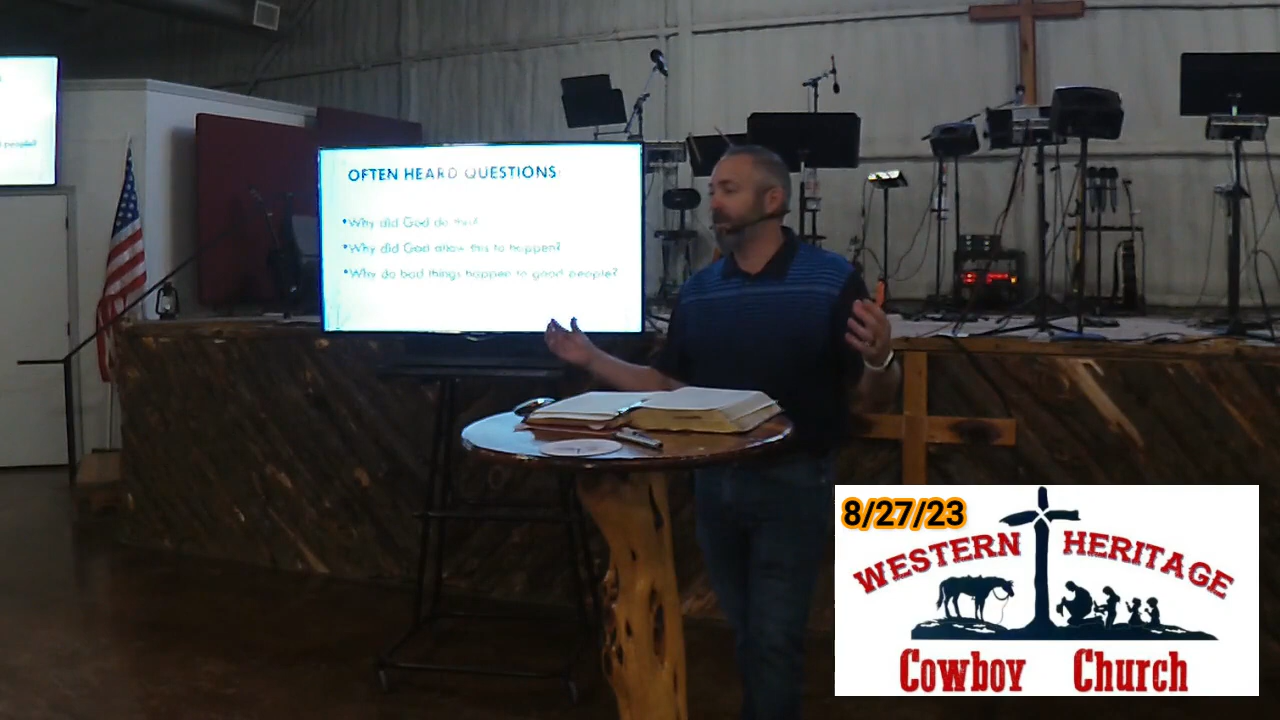 people?
OFTEN HEARD QUESTIONS:
•Why did God do this?
•Why did God allow this to happen?
•Why do bad things happen to good people?
8/27/23
WESTERN HERITAGE
Cowboy Church